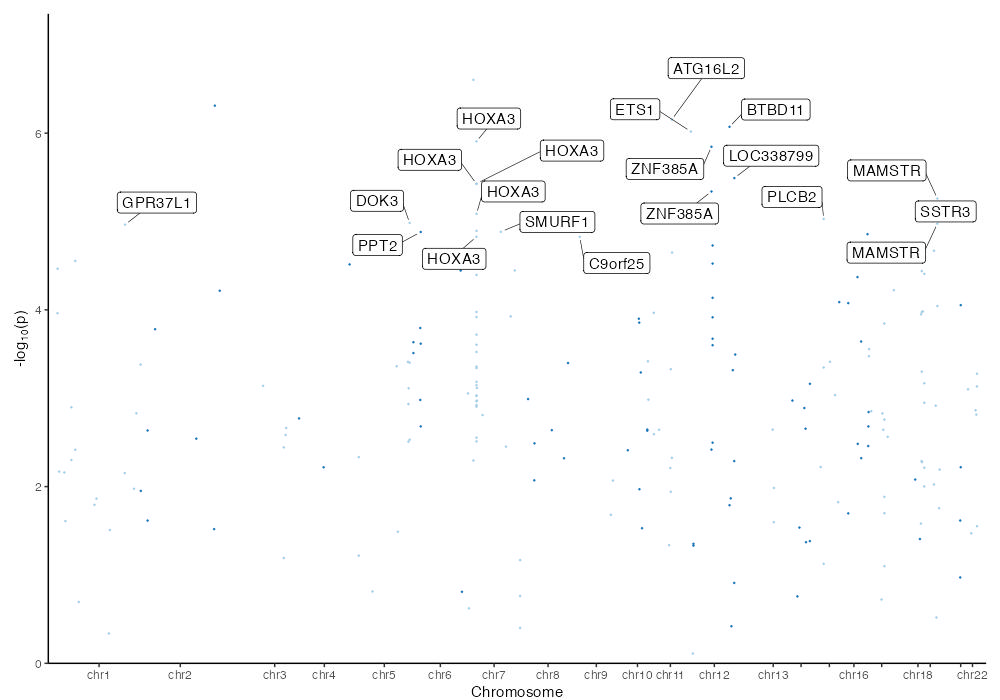 ATG16L2
ETS1
BTBD11
HOXA3
HOXA3
HOXA3
ZNF385A
LOC338799
MAMSTR
HOXA3
GPR37L1
DOK3
PLCB2
SSTR3
ZNF385A
SMURF1
PPT2
HOXA3
C9orf25
MAMSTR
-log10(p)
6
4
2
0
chr1 chr2 chr3 chr4 chr5 chr6 chr7 chr8 chr9 chr10 chr11 chr12 chr13 chr14 chr16 chr18 chr22
Chromosome